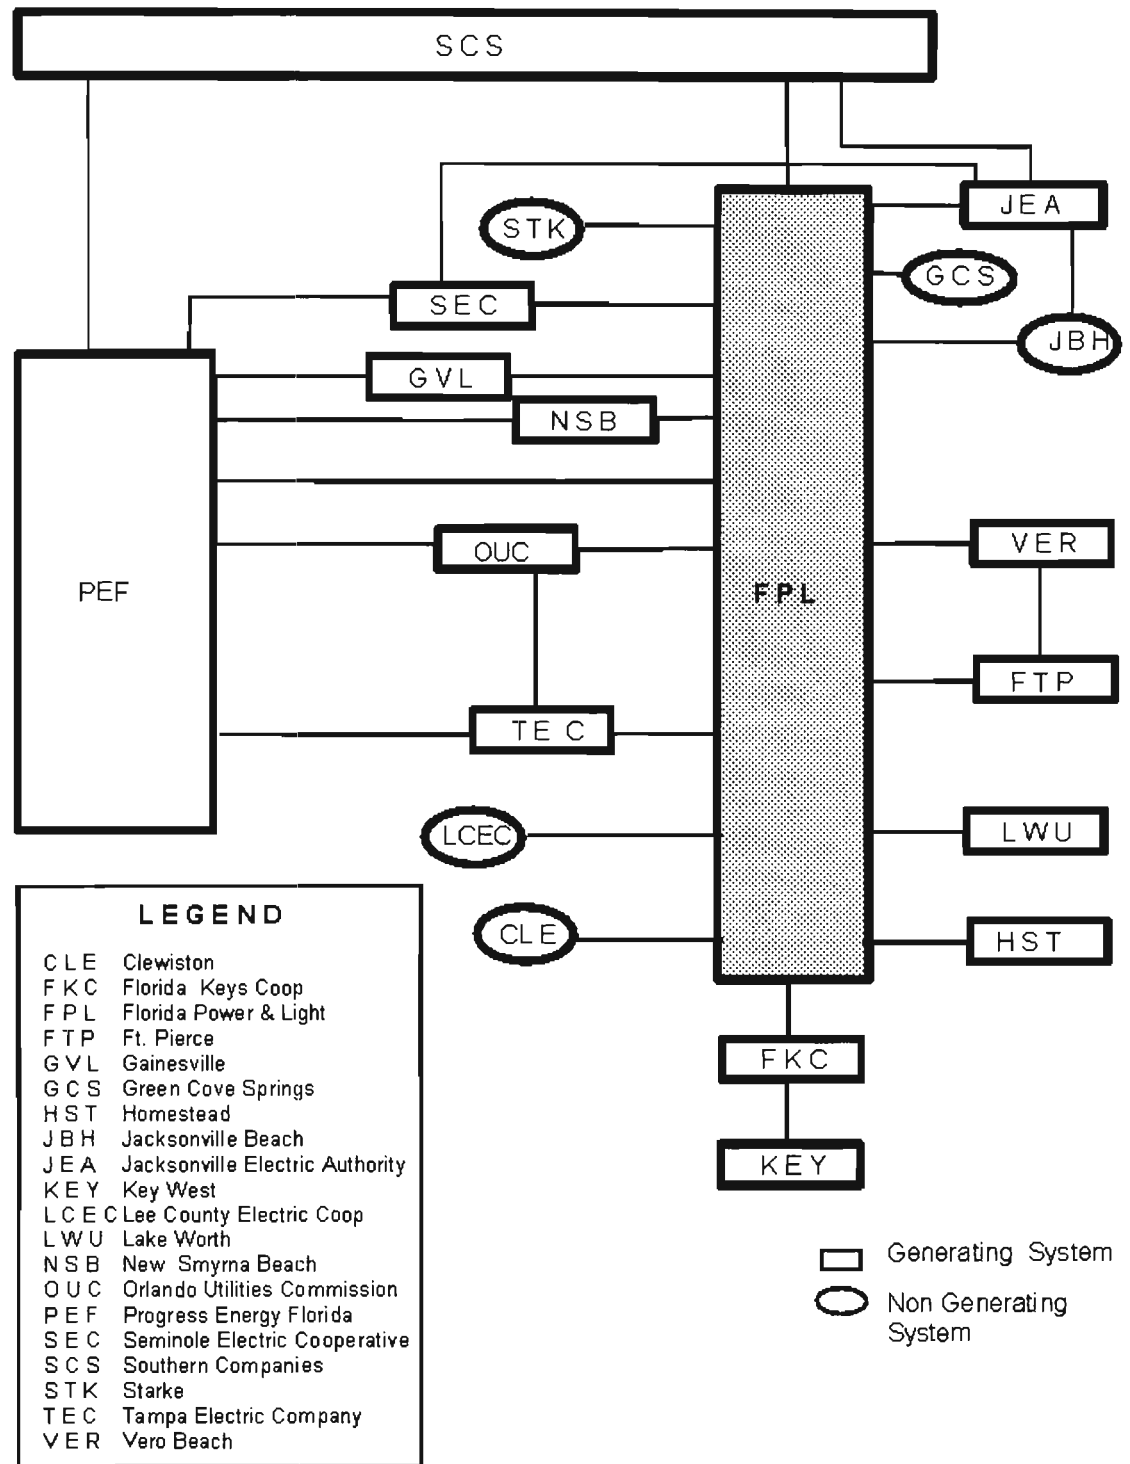 SCS
JEA
STK
GCS
SEC
JBH
GVL
NSB
OUC
VER
PEF
FPL
FTP
TEC
LWU
LCEC
CLE
HST
FKC
KEY
LEGEND
CLE Clewiston
FKC Florida Keys Coop
FPL Florida Power & Light
FTP Ft. Pierce
GVL Gainesville
GCS Green Cove Springs
HST Homestead
JBH Jacksonville Beach
JEA Jacksonville Electric Authority
KEY Key West
LCEC Lee County Electric Coop
LWU Lake Worth
NSB New Smyrna Beach
OUC Orlando Utilities Commission
PEF Progress Energy Florida
SEC Seminole Electric Cooperative
SCS Southern Companies
STK Starke
TEC Tampa Electric Company
VER Vero Beach
Generating System
Non Generating
System